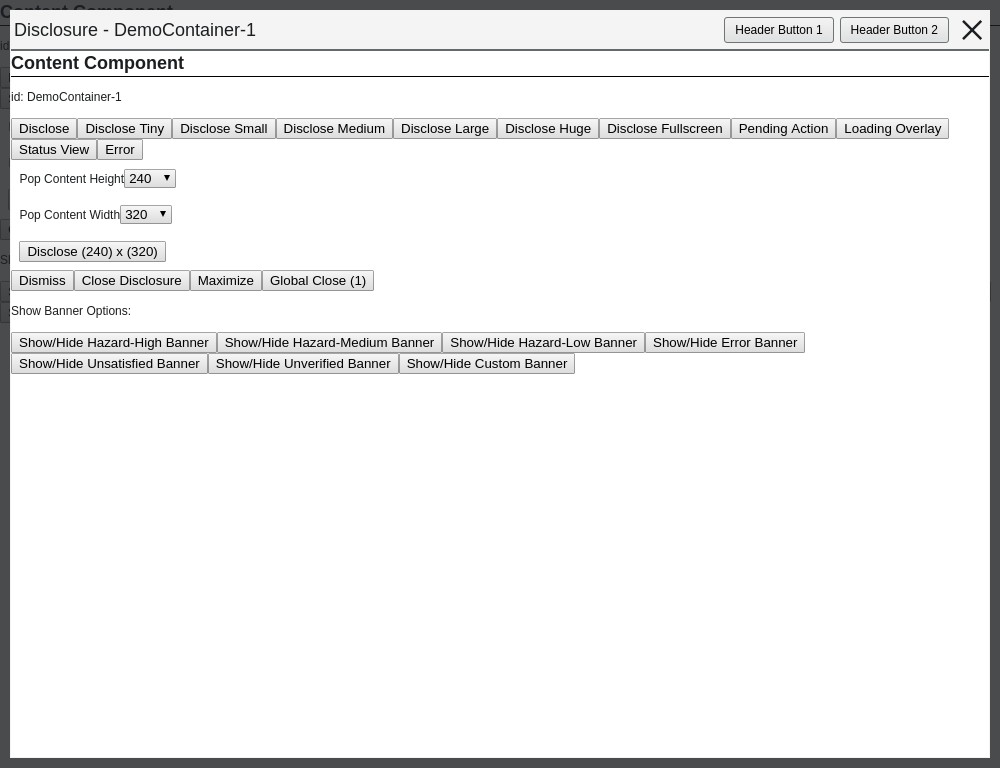 Disclosure - DemoContainer-1 Header Button 1 Header Button 2
Content Component
id: DemoContainer-1
Disclose Disclose Tiny Disclose Small Disclose Medium Disclose Large Disclose Huge Disclose Fullscreen Pending Action Loading Overlay
Status View Error
Pop Content Height 240
Pop Content Width 320
Disclose (240) x (320)
Dismiss Close Disclosure Maximize Global Close (1)
Show Banner Options:
Show/Hide Hazard-High Banner Show/Hide Hazard-Medium Banner Show/Hide Hazard-Low Banner Show/Hide Error Banner
Show/Hide Unsatisfied Banner Show/Hide Unverified Banner Show/Hide Custom Banner